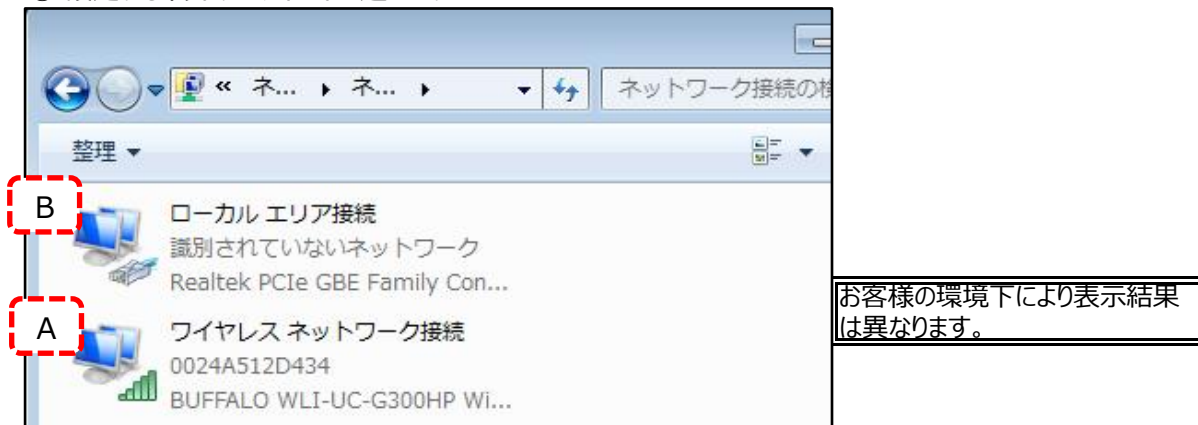 « ネ... ネ...
ネットワーク接続の検
整理
B
ローカル エリア接続
識別されていないネットワーク
Realtek PCIe GBE Family Con...
A
ワイヤレス ネットワーク接続
0024A512D434
BUFFALO WLI-UC-G300HP Wi...
お客様の環境下により表示結果
は異なります。